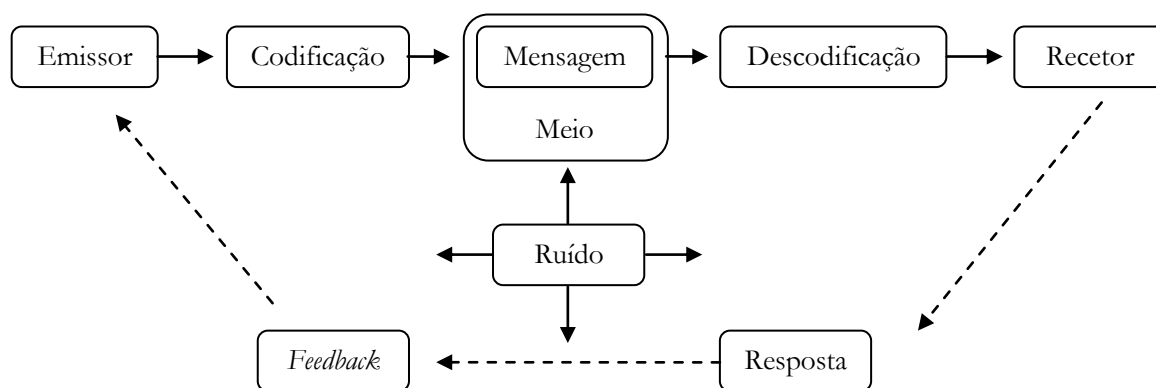 Emissor
Codificação
Mensagem
Descodificação
Recetor
Meio
Ruído
Feedback
Resposta